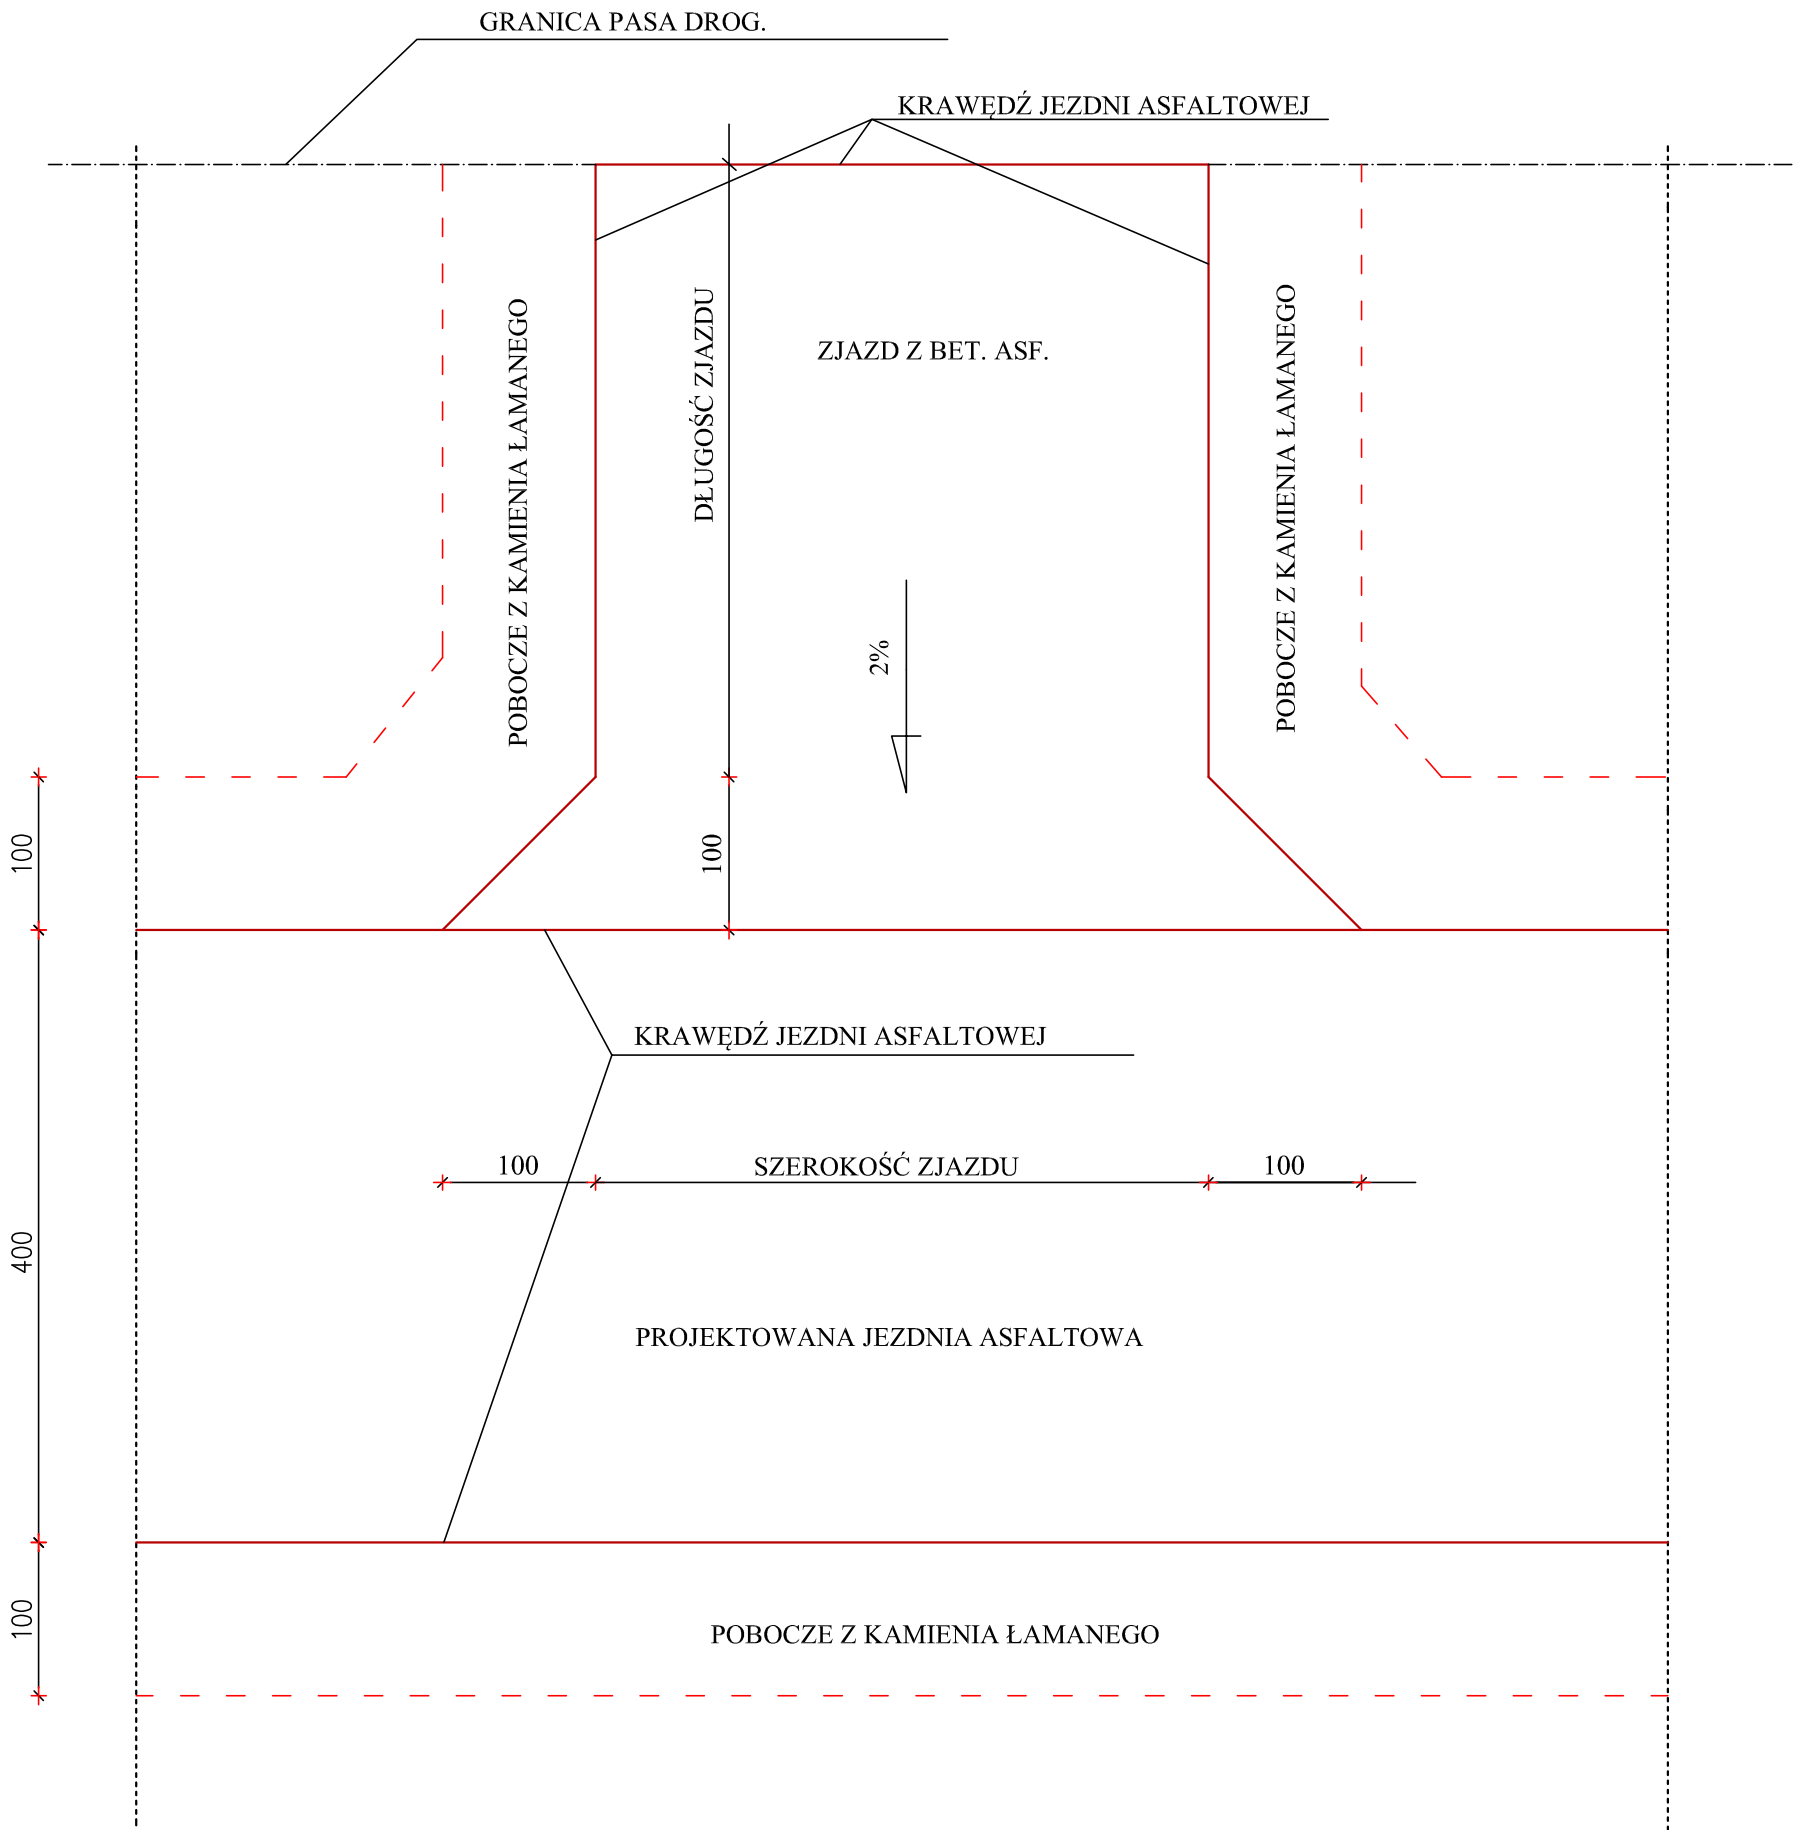 GRANICA PASA DROG.
KRAWĘDŹ JEZDNI ASFALTOWEJ
POBOCZE Z KAMIENIA ŁAMANEGO
DŁUGOŚĆ ZJAZDU
ZJAZD Z BET. ASF.
POBOCZE Z KAMIENIA ŁAMANEGO
2%
100
100
KRAWĘDŹ JEZDNI ASFALTOWEJ
100
SZEROKOŚĆ ZJAZDU
100
400
PROJEKTOWANA JEZDNIA ASFALTOWA
100
POBOCZE Z KAMIENIA ŁAMANEGO